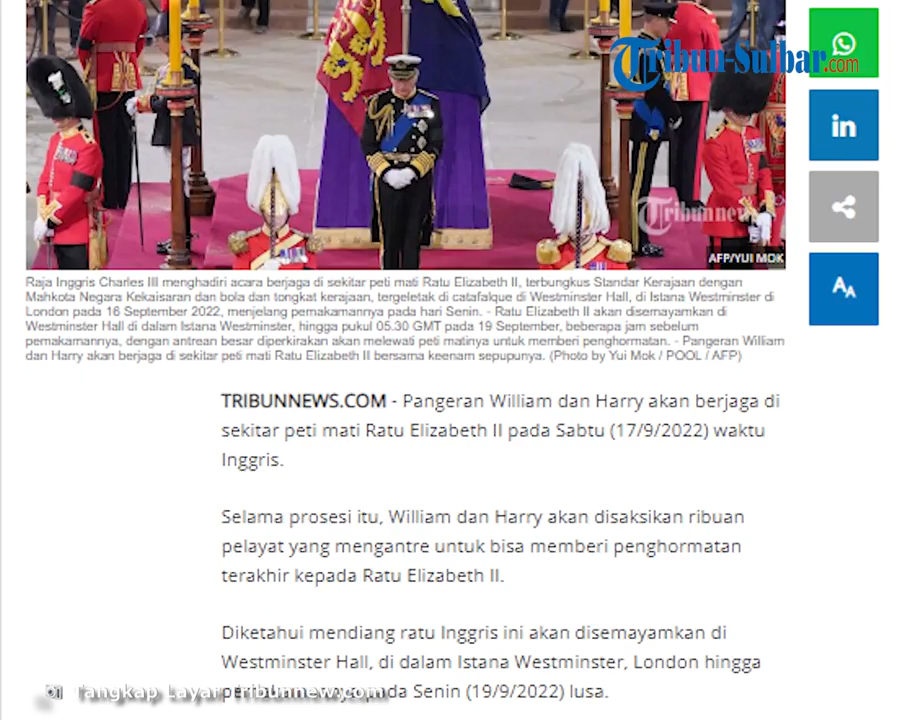 Tribun-Sulbar.com
Tribunnews
AFP/YUI MOK
Raja Inggris Charles III menghadiri acara berjaga di sekitar peti mati Ratu Elizabeth II, terbungkus Standar Kerajaan dengan
Mahkota Negara Kekaisaran dan bola dan tongkat kerajaan, tergeletak di catafalque di Westminster Hall, di Istana Westminster di
London pada 16 September 2022, menjelang pemakamannya pada hari Senin. - Ratu Elizabeth II akan disemayamkan di
Westminster Hall di dalam Istana Westminster, hingga pukul 05.30 GMT pada 19 September, beberapa jam sebelum
pemakamannya, dengan antrean besar diperkirakan akan melewati peti matinya untuk memberi penghormatan. - Pangeran William
dan Harry akan berjaga di sekitar peti mati Ratu Elizabeth II bersama keenam sepupunya. (Photo by Yui Mok / POOL / AFP)
in
AA
TRIBUNNEWS.COM - Pangeran William dan Harry akan berjaga di
sekitar peti mati Ratu Elizabeth II pada Sabtu (17/9/2022) waktu
Inggris.
Selama prosesi itu, William dan Harry akan disaksikan ribuan
pelayat yang mengantre untuk bisa memberi penghormatan
terakhir kepada Ratu Elizabeth II.
Diketahui mendiang ratu Inggris ini akan disemayamkan di
Westminster Hall, di dalam Istana Westminster, London hingga
pada Senin (19/9/2022) lusa.
Tangkap Layar tribunnew.com